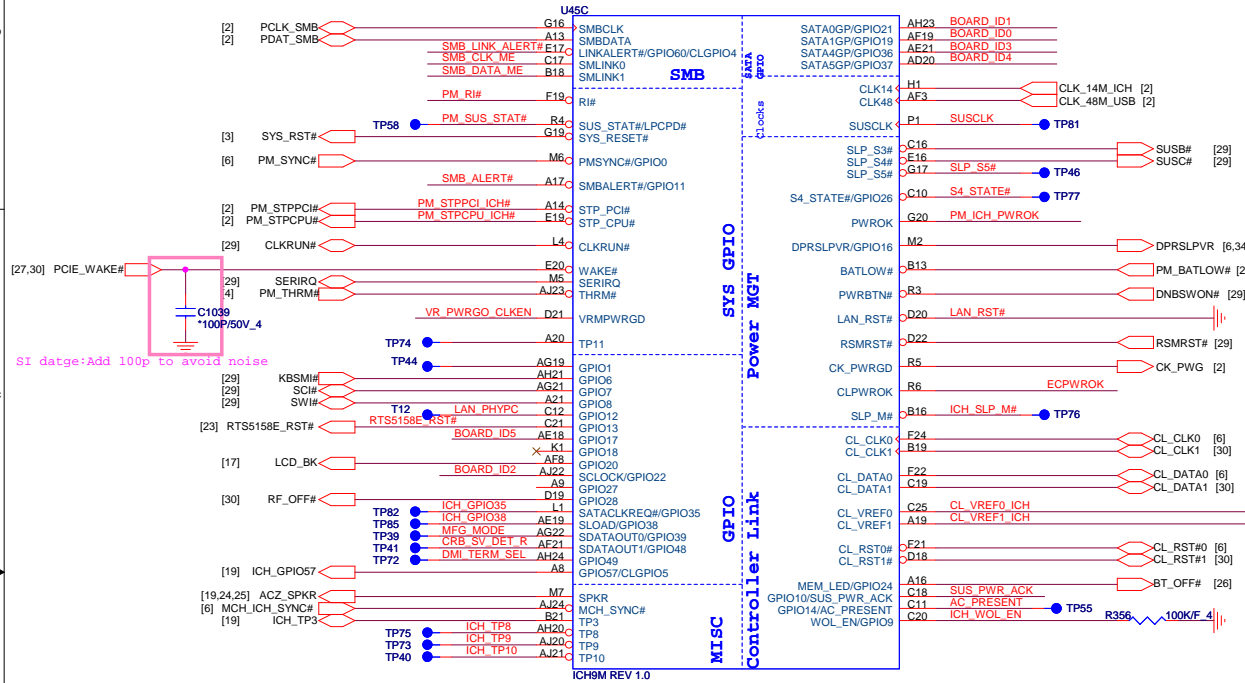 U45C
[2] PCLK_SMB G16 SMBCLK SATA0GP/GPIO21 AH23 BOARD_ID1
[2] PDAT_SMB A13 SMBDATA SATA1GP/GPIO19 AF19 BOARD_ID0
SMB_LINK_ALERT# E17 LINKALERT#/GPIO60/CLGPIO4 SATA4GP/GPIO36 AE21 BOARD_ID3
SMB_CLK_ME C17 SMLINK0 SATA5GP/GPIO37 AD20 BOARD_ID4
SMB_DATA_ME B18 SMLINK1
SMB
SATA
GPIO
CLK14 H1 CLK_14M_ICH [2]
PM_RI# F19 RI# CLK48 AF3 CLK_48M_USB [2]
Clocks
TP58 PM_SUS_STAT# R4 SUS_STAT#/LPCPD# SUSCLK P1 SUSCLK TP81
[3] SYS_RST# G19 SYS_RESET#
SLP_S3# C16 SUSB# [29]
[6] PM_SYNC# M6 PMSYNC#/GPIO0 SLP_S4# E16 SUSC# [29]
SLP_S5# G17 SLP_S5# TP46
SMB_ALERT# A17 SMBALERT#/GPIO11
S4_STATE#/GPIO26 C10 S4_STATE# TP77
[2] PM_STPPCI# PM_STPPCI_ICH# A14 STP_PCI#
[2] PM_STPCPU# PM_STPCPU_ICH# E19 STP_CPU# PWROK G20 PM_ICH_PWROK
[29] CLKRUN# L4 CLKRUN# DPRSLPVR/GPIO16 M2 DPRSLPVR [6,34
[27,30] PCIE_WAKE# E20 WAKE# BATLOW# B13 PM_BATLOW# [2
[29] SERIRQ M5 SERIRQ
[4] PM_THRM# AJ23 THRM# PWRBTN# R3 DNBSWON# [29]
SYS GPIO
Power MGT
C1039
*100P/50V_4
VR_PWRGO_CLKEN D21 VRMPWRGD LAN_RST# D20 LAN_RST#
TP74 A20 TP11 RSMRST# D22 RSMRST# [29]
SI datge:Add 100p to avoid noise
TP44 AG19 GPIO1 CK_PWRGD R5 CK_PWG [2]
[29] KBSMI# AH21 GPIO6
[29] SCI# AG21 GPIO7 CLPWROK R6 ECPWROK
[29] SWI# A21 GPIO8
T12 LAN_PHYPC C12 GPIO12 SLP_M# B16 ICH_SLP_M# TP76
[23] RTS5158E_RST# RTS5158E_RST# C21 GPIO13
BOARD_ID5 AE18 GPIO17 CL_CLK0 F24 CL_CLK0 [6]
K1 GPIO18 CL_CLK1 B19 CL_CLK1 [30]
[17] LCD_BK AF8 GPIO20
BOARD_ID2 AJ22 SCLOCK/GPIO22 CL_DATA0 F22 CL_DATA0 [6]
A9 GPIO27 CL_DATA1 C19 CL_DATA1 [30]
[30] RF_OFF# D19 GPIO28
TP82 ICH_GPIO35 L1 SATACLKREQ#/GPIO35 CL_VREF0 C25 CL_VREF0_ICH
TP85 ICH_GPIO38 AE19 SLOAD/GPIO38 CL_VREF1 A19 CL_VREF1_ICH
TP39 MFG_MODE AG22 SDATAOUT0/GPIO39
TP41 CRB_SV_DET_R AF21 SDATAOUT1/GPIO48 CL_RST0# F21 CL_RST#0 [6]
TP72 DMI_TERM_SEL AH24 GPIO49 CL_RST1# D18 CL_RST#1 [30]
[19] ICH_GPIO57 A8 GPIO57/CLGPIO5
GPIO
Controller Link
MEM_LED/GPIO24 A16 BT_OFF# [26]
[19,24,25] ACZ_SPKR M7 SPKR GPIO10/SUS_PWR_ACK C18 SUS_PWR_ACK
[6] MCH_ICH_SYNC# AJ24 MCH_SYNC# GPIO14/AC_PRESENT C11 AC_PRESENT TP55
[19] ICH_TP3 B21 TP3 WOL_EN/GPIO9 C20 ICH_WOL_EN R356 100K/F_4
TP75 ICH_TP8 AH20 TP8
TP73 ICH_TP9 AJ20 TP9
TP40 ICH_TP10 AJ21 TP10
MISC
ICH9M REV 1.0